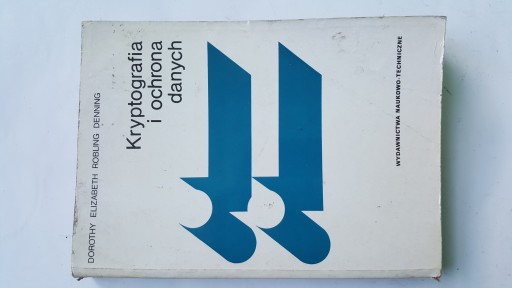 DOROTHY ELIZABETH ROBLING DENNING
Kryptografia
i ochrona
danych
WYDAWNICTWA NAUKOWO-TECHNICZNE